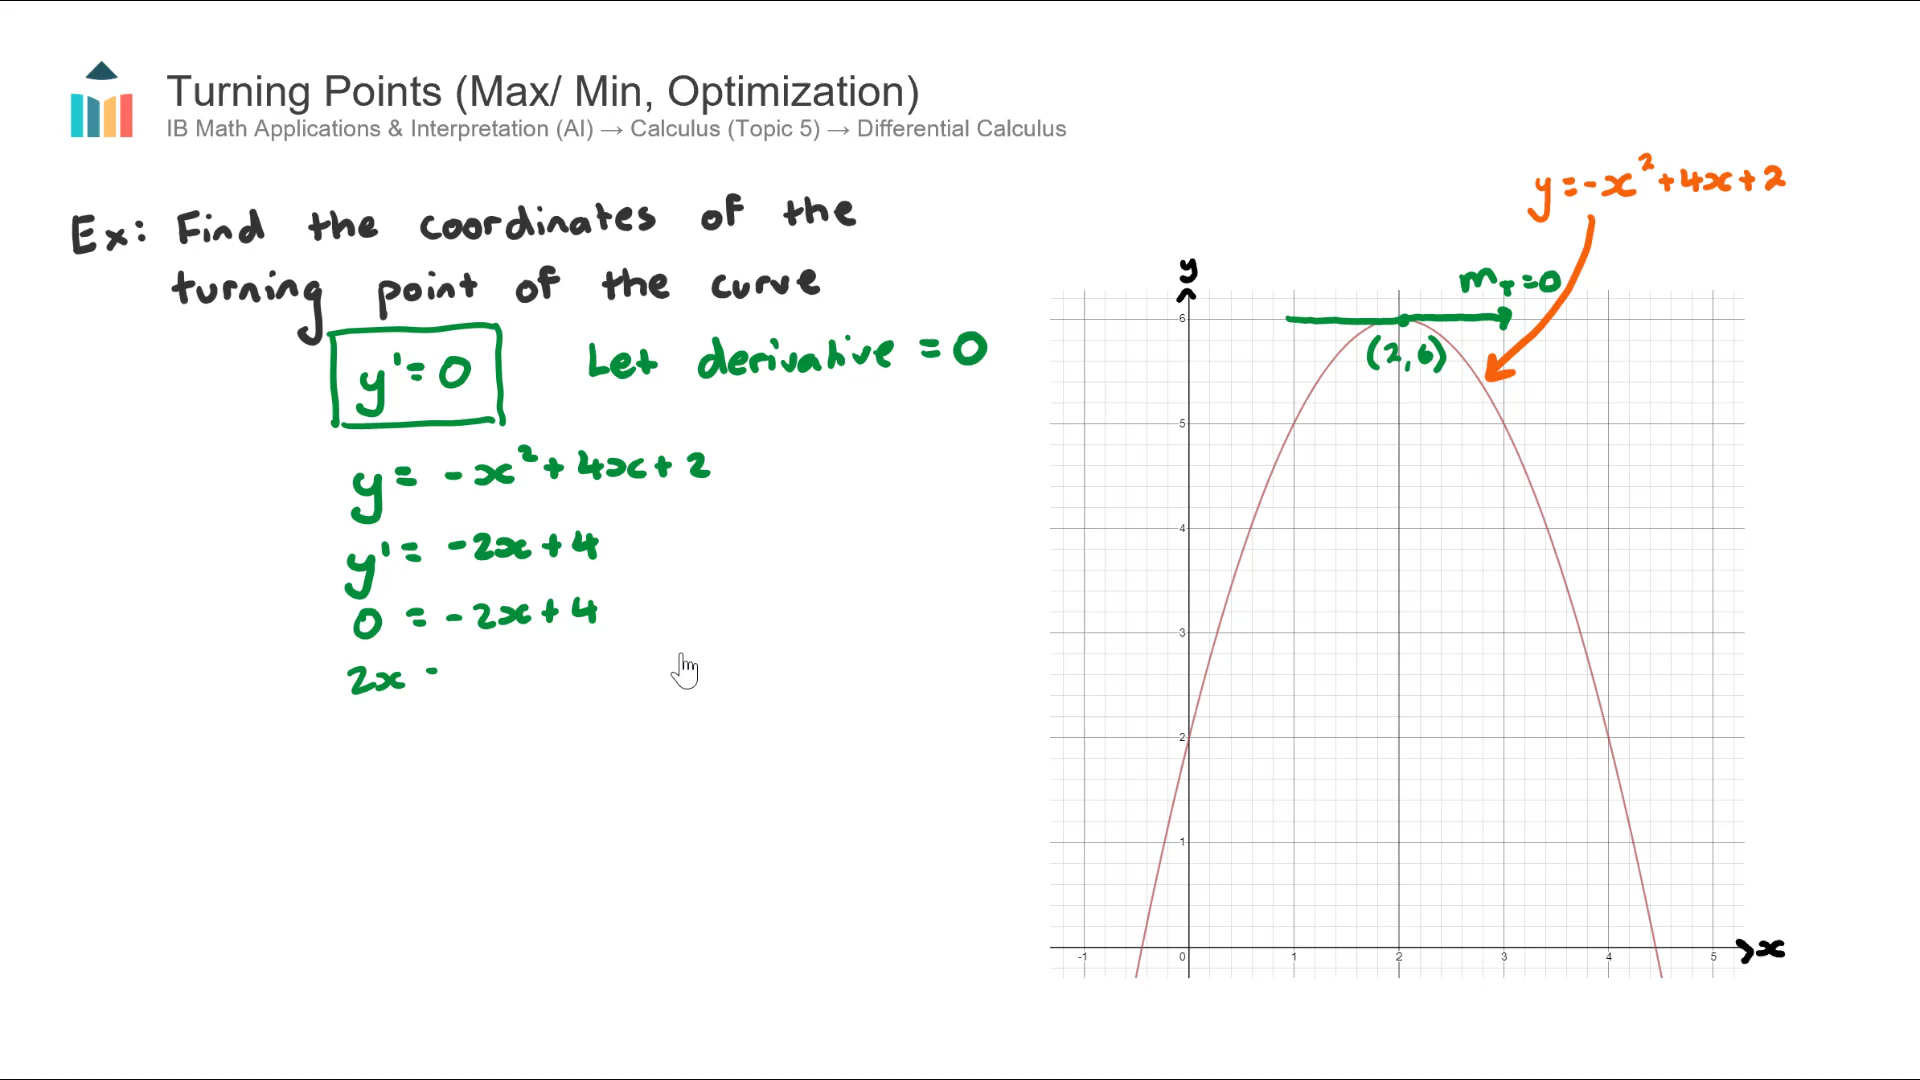 Turning Points (Max/ Min, Optimization)
IB Math Applications & Interpretation (AI) → Calculus (Topic 5) → Differential Calculus
Ex: Find the coordinates of the
turning point of the curve
y' = 0 Let derivative = 0
y = -x² + 4x + 2
y' = -2x + 4
0 = -2x + 4
2x -
y = -x² + 4x + 2
y
m_T = 0
6
(2, 6)
5
4
3
2
1
-1 0 1 2 3 4 5
x